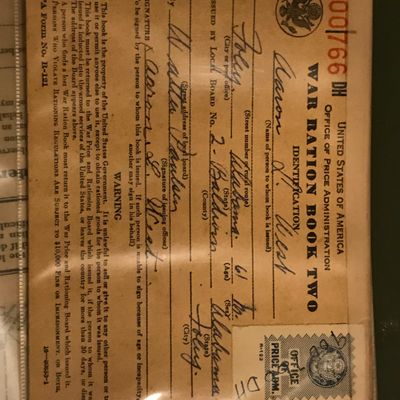 00766 DH
UNITED STATES OF AMERICA
OFFICE OF PRICE ADMINISTRATION
WAR RATION BOOK TWO
IDENTIFICATION
Aaron West
(Name of person to whom book is issued)
(Street number or rural route)
Foley Alabama 61 M
(City or post office) (State) (Age) (Sex)
ISSUED BY LOCAL BOARD NO. 2 Baldwin Alabama
(County) (State)
Foley
(Street address of local board) (City)
By Walter
(Signature of issuing officer)
SIGNATURE Aaron West
(To be signed by the person to whom this book is issued. If such person is unable to sign because of age or incapacity, another may sign in his behalf)
WARNING
This book is the property of the United States Government. It is unlawful to sell or give it to any other person or to
use it or permit anyone else to use it, except to obtain rationed goods for the person to whom it was issued.
This book must be returned to the War Price and Rationing Board which issued it, if the person to whom it was
issued is inducted into the armed services of the United States, or leaves the country for more than 30 days, or dies.
The address of the Board appears above.
A person who finds a lost War Ration Book must return it to the War Price and Rationing Board which issued it.
PERSONS WHO VIOLATE RATIONING REGULATIONS ARE SUBJECT TO $10,000 FINE OR IMPRISONMENT, OR BOTH.
OPA Form No. R-121
OFFICE
OF
PRICE ADM.